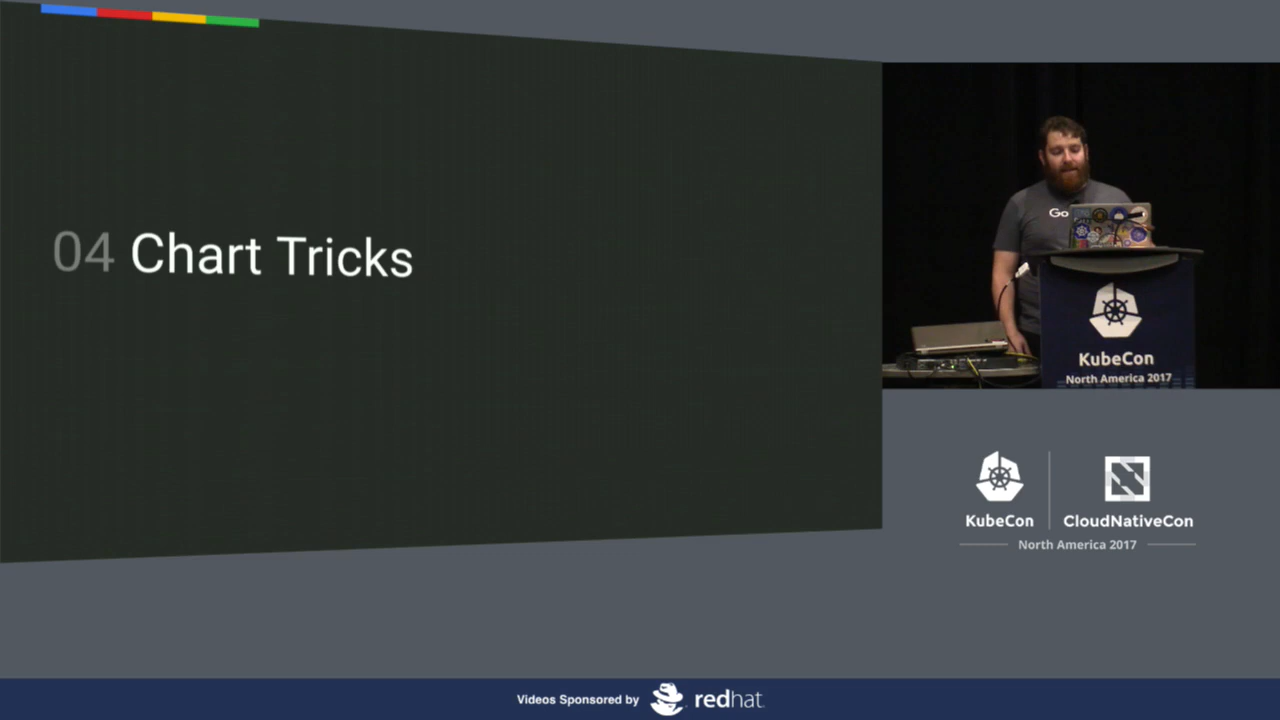 04 Chart Tricks
Go
KubeCon
North America 2017
KubeCon
CloudNativeCon
North America 2017
Videos Sponsored by redhat.